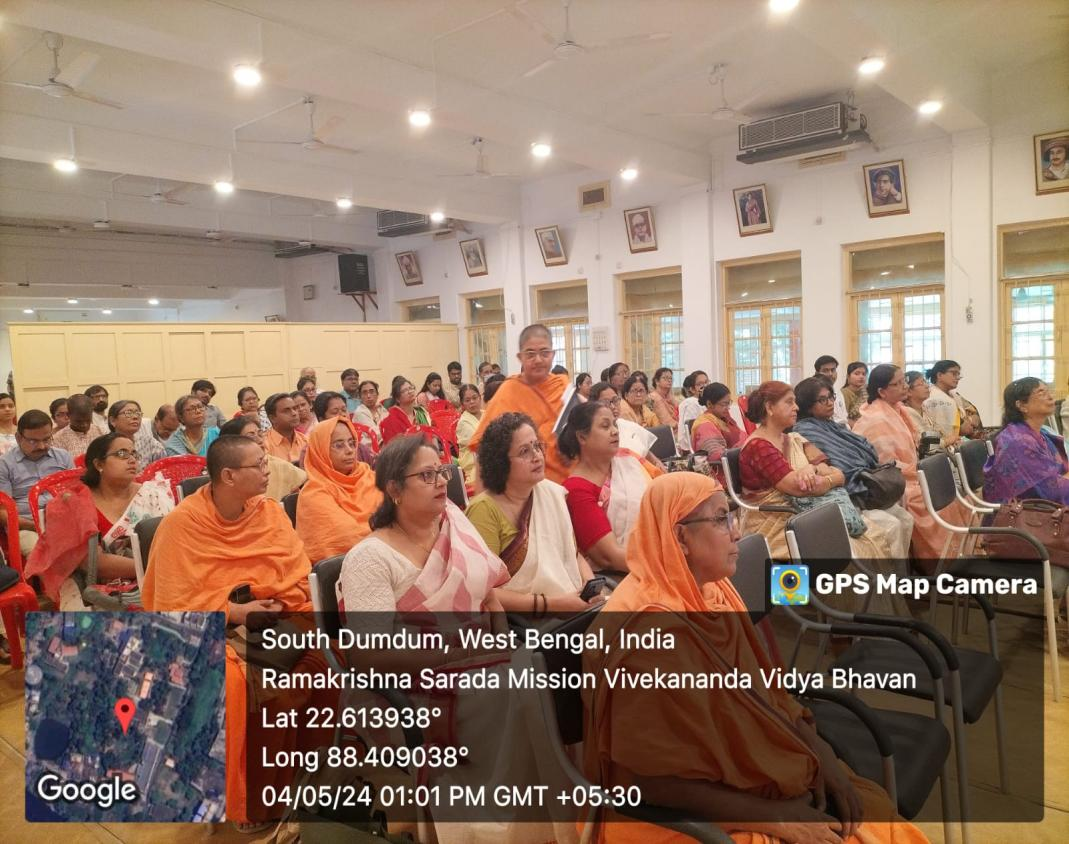 GPS Map Camera
South Dumdum, West Bengal, India
Ramakrishna Sarada Mission Vivekananda Vidya Bhavan
Lat 22.613938°
Long 88.409038°
04/05/24 01:01 PM GMT +05:30
Google